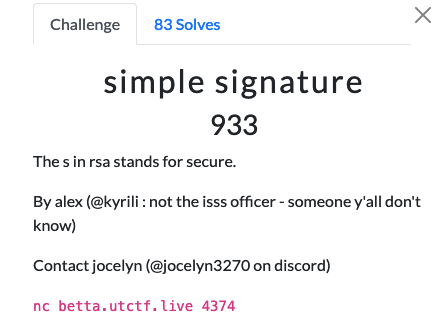 Challenge
83 Solves
simple signature
933
The s in rsa stands for secure.
By alex (@kyrili : not the isss officer - someone y'all don't
know)
Contact jocelyn (@jocelyn3270 on discord)
nc betta.utctf.live 4374